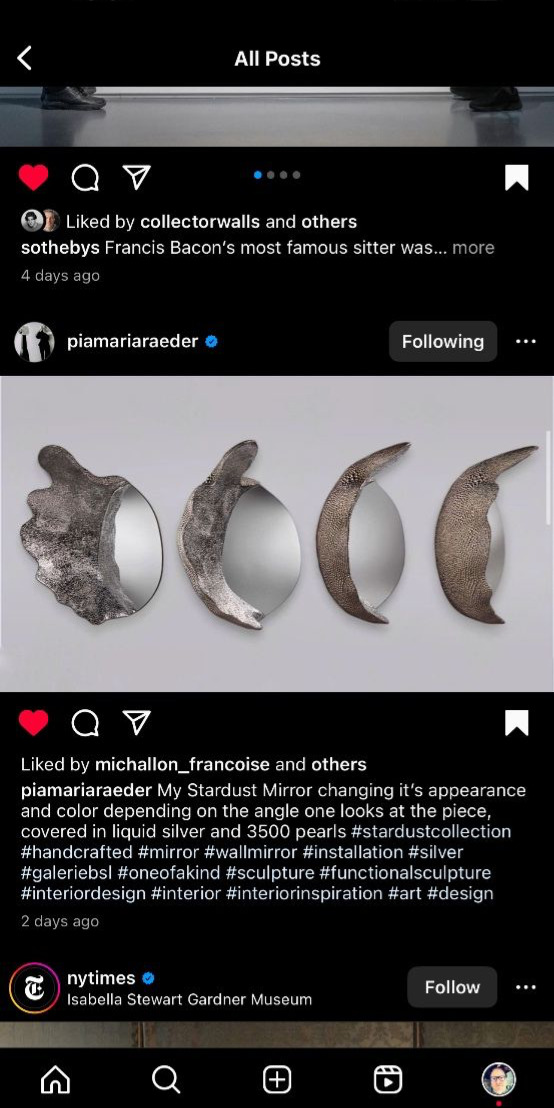 All Posts
Liked by collectorwalls and others
sothebys Francis Bacon's most famous sitter was... more
4 days ago
piamariaraeder
Following
Liked by michallon_francoise and others
piamariaraeder My Stardust Mirror changing it's appearance
and color depending on the angle one looks at the piece,
covered in liquid silver and 3500 pearls #stardustcollection
#handcrafted #mirror #wallmirror #installation #silver
#galeriebsl #oneofakind #sculpture #functionalsculpture
#interiordesign #interior #interiorinspiration #art #design
2 days ago
nytimes
Isabella Stewart Gardner Museum
Follow